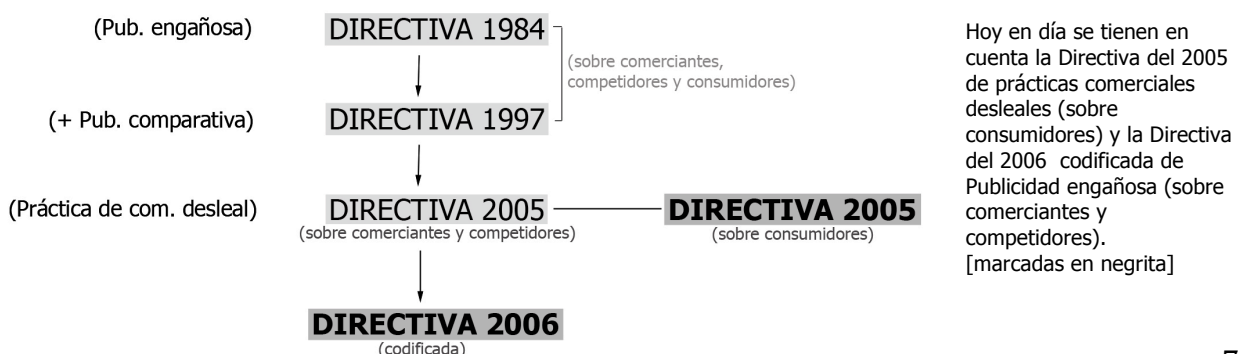 (Pub. engañosa)
DIRECTIVA 1984
(sobre comerciantes,
competidores y consumidores)
(+ Pub. comparativa)
DIRECTIVA 1997
(Práctica de com. desleal)
DIRECTIVA 2005
(sobre comerciantes y competidores)
DIRECTIVA 2005
(sobre consumidores)
DIRECTIVA 2006
(codificada)
Hoy en día se tienen en
cuenta la Directiva del 2005
de prácticas comerciales
desleales (sobre
consumidores) y la Directiva
del 2006 codificada de
Publicidad engañosa (sobre
comerciantes y
competidores).
[marcadas en negrita]